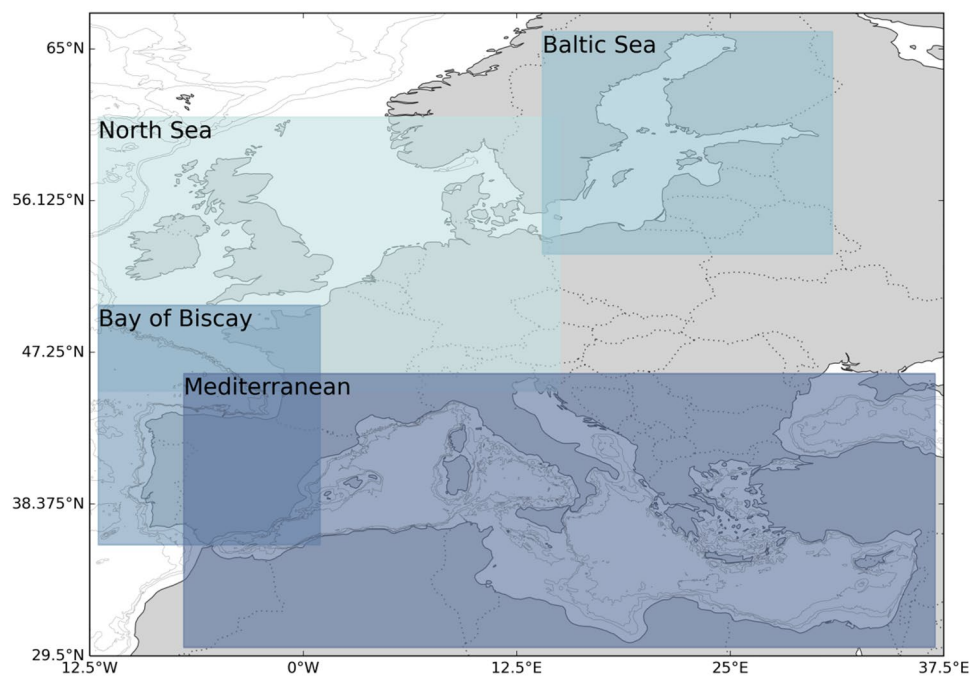 65°N
Baltic Sea
North Sea
56.125°N
Bay of Biscay
47.25°N
Mediterranean
38.375°N
29.5°N
12.5°W
0°W
12.5°E
25°E
37.5°E